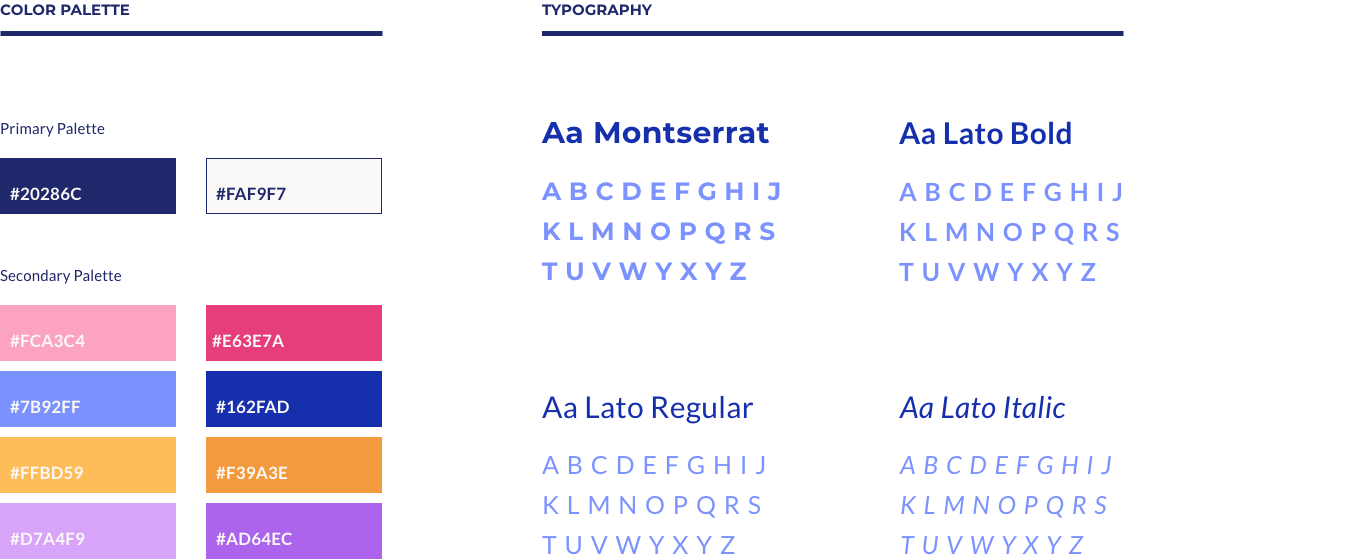 COLOR PALETTE
Primary Palette
#20286C
#FAF9F7
Secondary Palette
#FCA3C4
#E63E7A
#7B92FF
#162FAD
#FFBD59
#F39A3E
#D7A4F9
#AD64EC
TYPOGRAPHY
Aa Montserrat
A B C D E F G H I J
K L M N O P Q R S
T U V W Y X Y Z
Aa Lato Bold
A B C D E F G H I J
K L M N O P Q R S
T U V W Y X Y Z
Aa Lato Regular
A B C D E F G H I J
K L M N O P Q R S
T U V W Y X Y Z
Aa Lato Italic
A B C D E F G H I J
K L M N O P Q R S
T U V W Y X Y Z